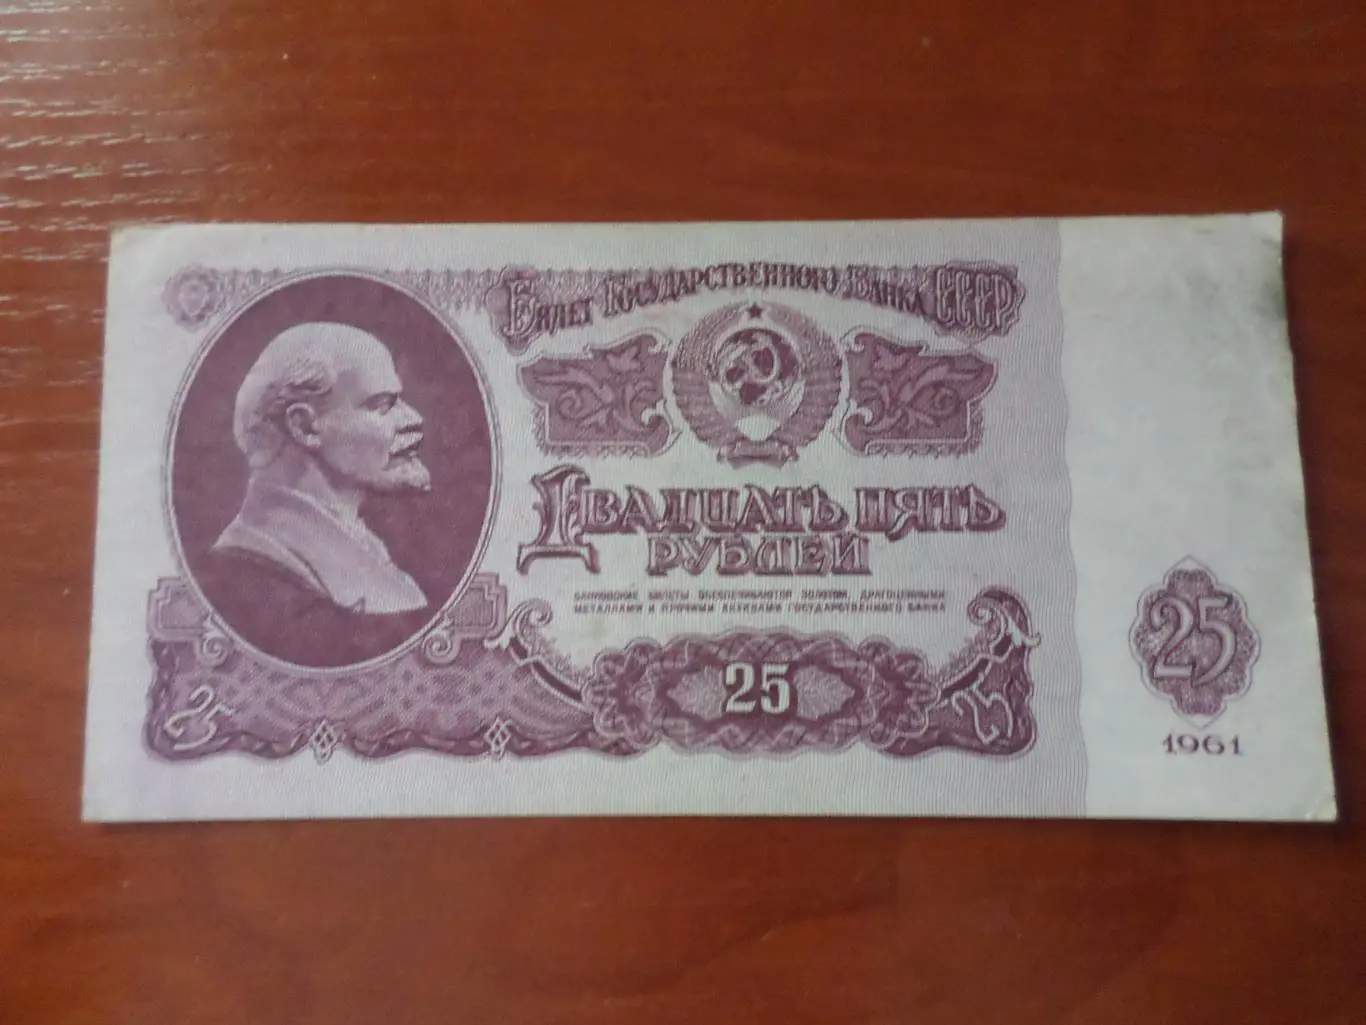 Билет Государственного Банка СССР
Двадцать пять
рублей
БАНКОВСКИЕ БИЛЕТЫ ОБЕСПЕЧИВАЮТСЯ ЗОЛОТОМ, ДРАГОЦЕННЫМИ
МЕТАЛЛАМИ И ПРОЧИМИ АКТИВАМИ ГОСУДАРСТВЕННОГО БАНКА
25
25
25
25
1961